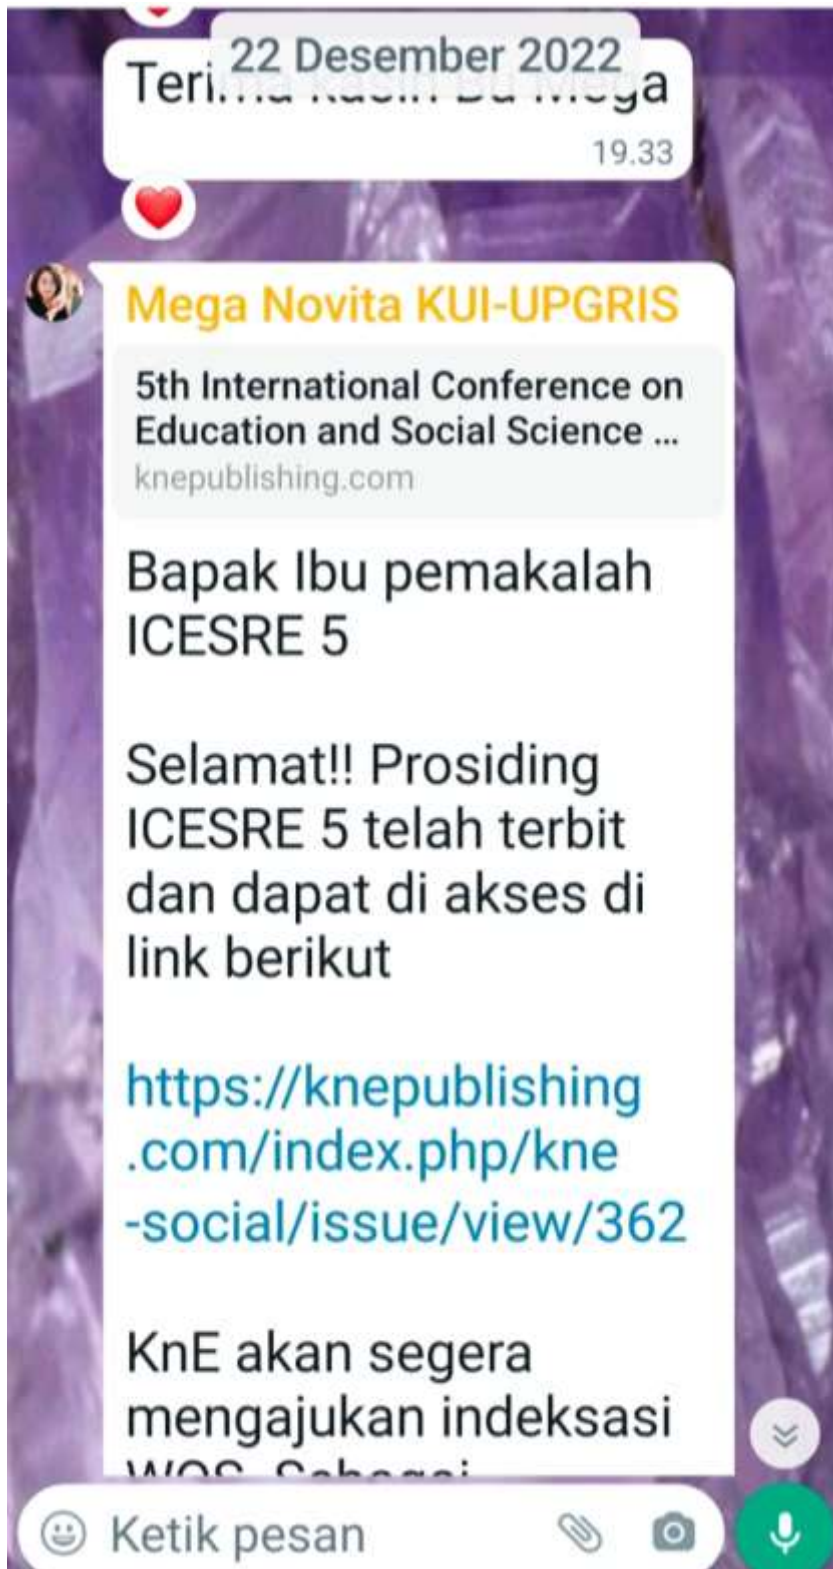 22 Desember 2022
Mega
19.33
Mega Novita KUI-UPGRIS
5th International Conference on
Education and Social Science ...
knepublishing.com
Bapak Ibu pemakalah
ICESRE 5
Selamat!! Prosiding
ICESRE 5 telah terbit
dan dapat di akses di
link berikut
https://knepublishing
.com/index.php/kne
-social/issue/view/362
KnE akan segera
mengajukan indeksasi
Ketik pesan